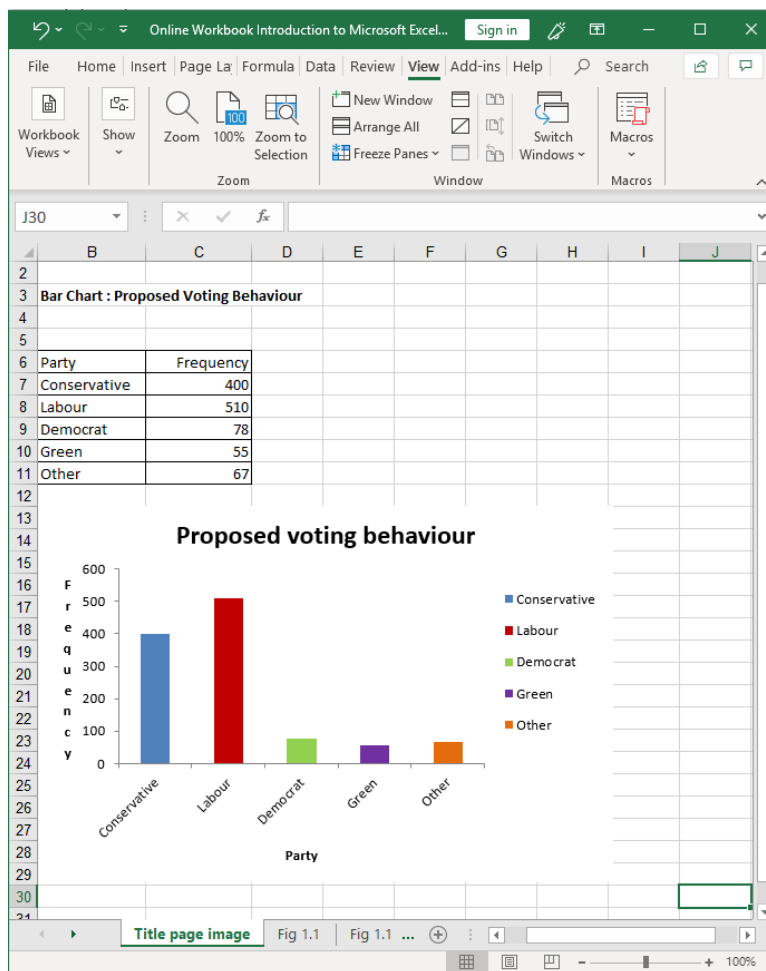 Online Workbook Introduction to Microsoft Excel... Sign in
File Home Insert Page La Formula Data Review View Add-ins Help Search
Workbook Views Show Zoom 100% Zoom to Selection New Window Arrange All Freeze Panes Switch Windows Macros
Zoom Window Macros
J30 fx
B C D E F G H I J
2
3 Bar Chart : Proposed Voting Behaviour
4
5
6 Party Frequency
7 Conservative 400
8 Labour 510
9 Democrat 78
10 Green 55
11 Other 67
12
13
14
15
16
17
18
19
20
21
22
23
24
25
26
27
28
29
30
31
Proposed voting behaviour
Frequency
600
500
400
300
200
100
0
Conservative Labour Democrat Green Other
Party
Conservative
Labour
Democrat
Green
Other
Title page image Fig 1.1 Fig 1.1 ...
100%